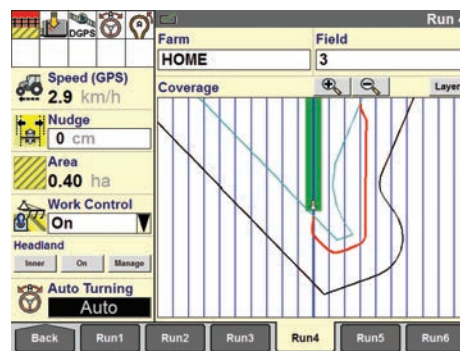 DGPS
Run 4
Farm
Field
HOME
3
Speed (GPS)
2.9 km/h
Coverage
Layer
Nudge
0 cm
Area
0.40 ha
Work Control
On
Headland
Inner
On
Manage
Auto Turning
Auto
Back
Run1
Run2
Run3
Run4
Run5
Run6